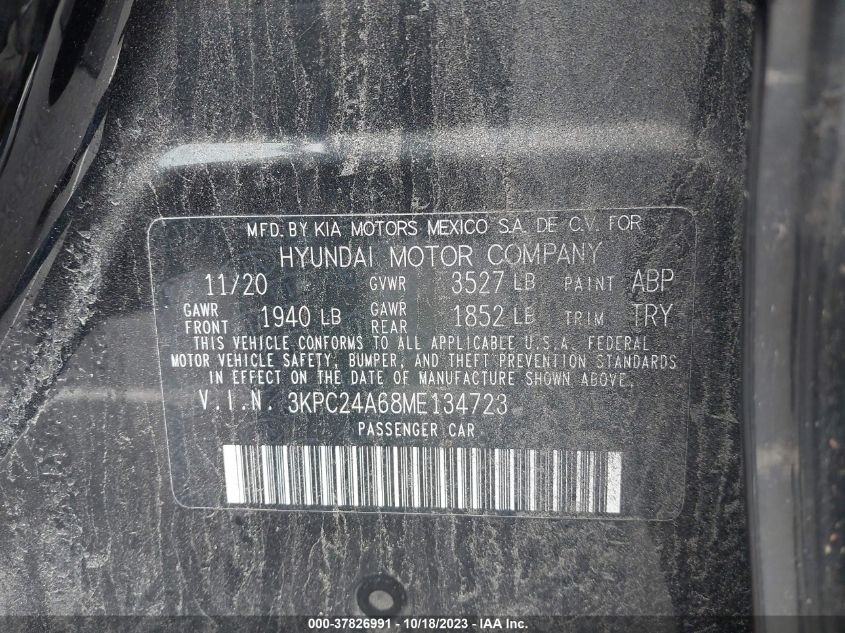 MFD. BY KIA MOTORS MEXICO S.A. DE C.V. FOR
HYUNDAI MOTOR COMPANY
11/20 GVWR 3527 LB PAINT ABP
GAWR FRONT 1940 LB GAWR REAR 1852 LB TRIM TRY
THIS VEHICLE CONFORMS TO ALL APPLICABLE U.S.A. FEDERAL
MOTOR VEHICLE SAFETY, BUMPER, AND THEFT PREVENTION STANDARDS
IN EFFECT ON THE DATE OF MANUFACTURE SHOWN ABOVE.
V.I.N. 3KPC24A68ME134723
PASSENGER CAR
000-37826991 - 10/18/2023 - IAA Inc.